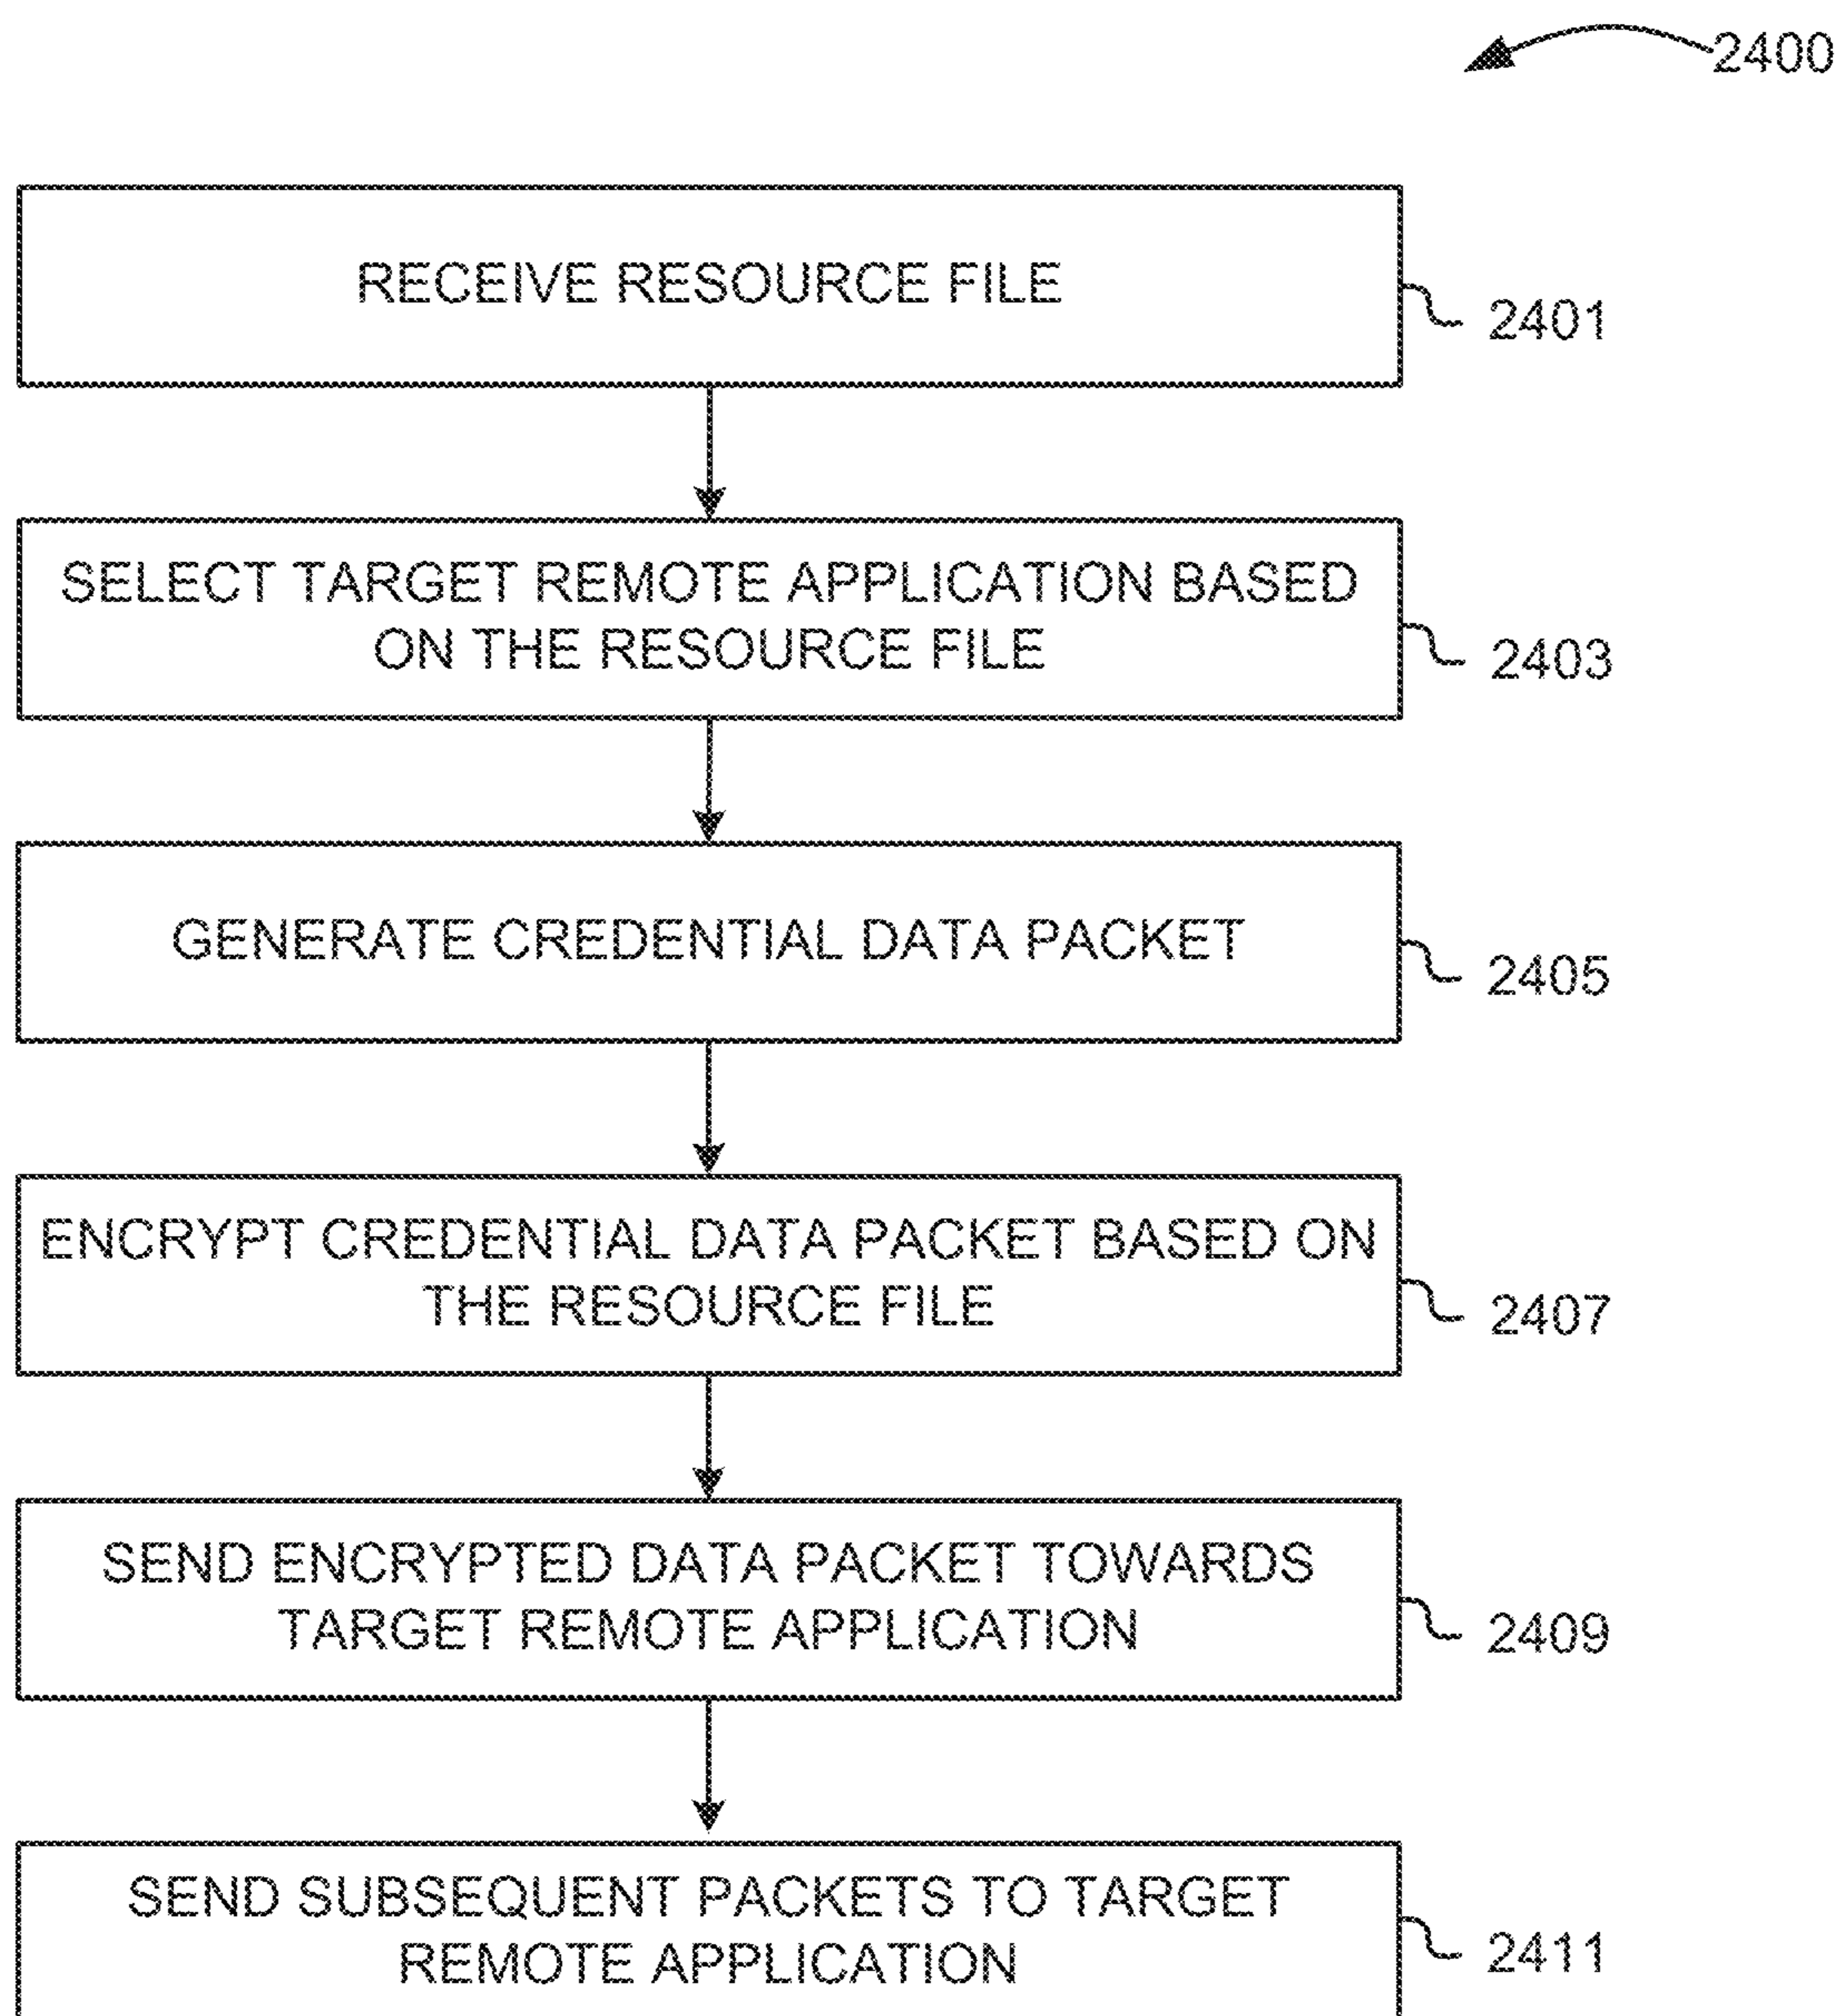 2400
RECEIVE RESOURCE FILE
2401
SELECT TARGET REMOTE APPLICATION BASED
ON THE RESOURCE FILE
2403
GENERATE CREDENTIAL DATA PACKET
2405
ENCRYPT CREDENTIAL DATA PACKET BASED ON
THE RESOURCE FILE
2407
SEND ENCRYPTED DATA PACKET TOWARDS
TARGET REMOTE APPLICATION
2409
SEND SUBSEQUENT PACKETS TO TARGET
REMOTE APPLICATION
2411